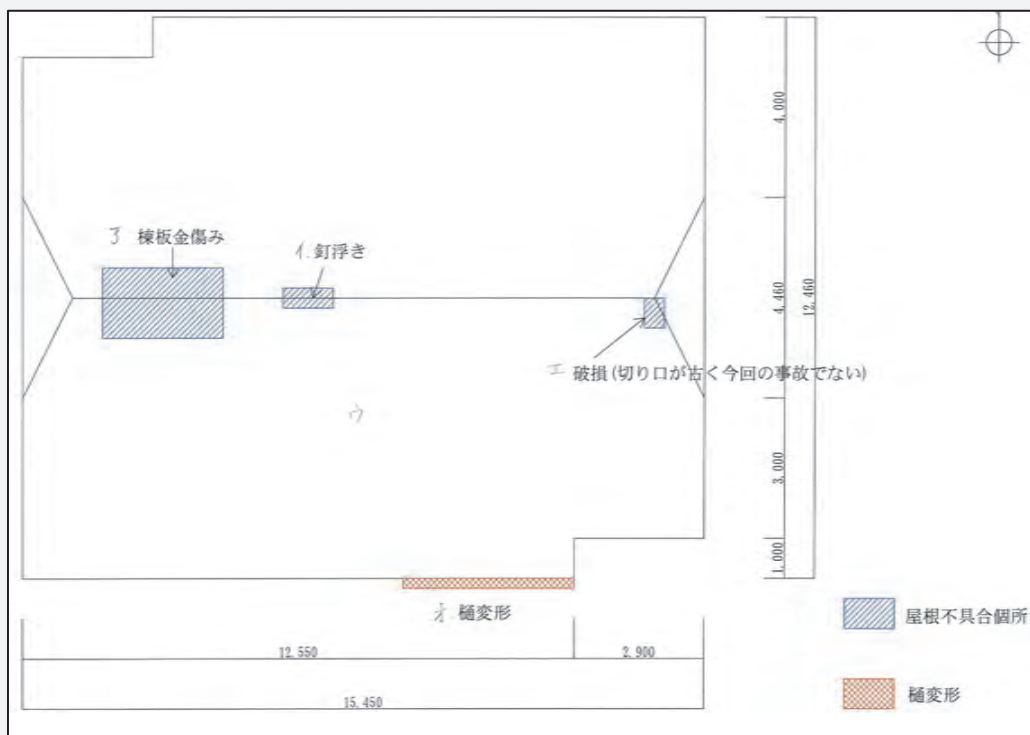 4,000
ア 棟板金傷み
イ.釘浮き
4,460
12,460
エ 破損(切り口が古く今回の事故でない)
ウ
3,000
1,000
オ.樋変形
屋根不具合個所
12,550
2,900
樋変形
15,450